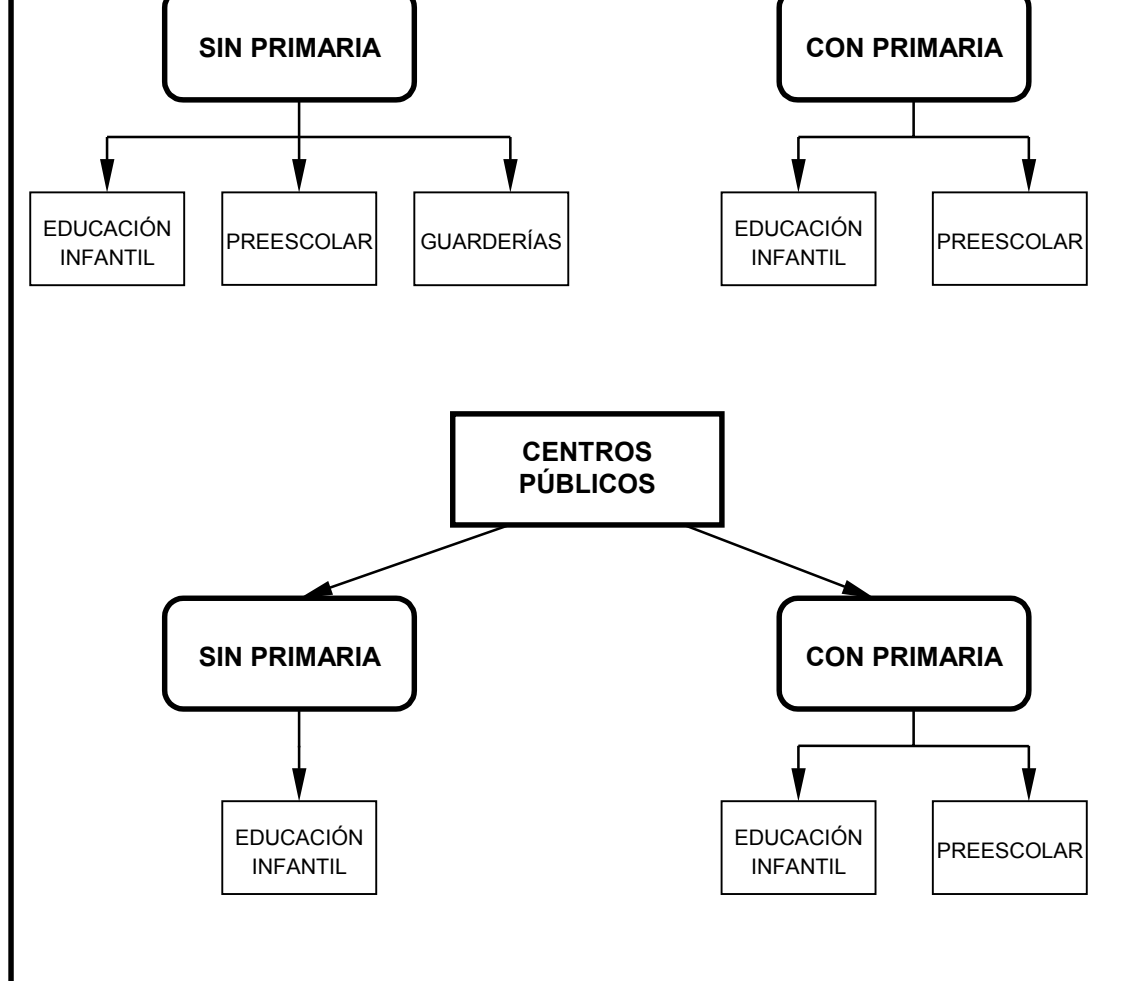 SIN PRIMARIA
CON PRIMARIA
EDUCACIÓN
INFANTIL
PREESCOLAR
GUARDERÍAS
EDUCACIÓN
INFANTIL
PREESCOLAR
CENTROS
PÚBLICOS
SIN PRIMARIA
CON PRIMARIA
EDUCACIÓN
INFANTIL
EDUCACIÓN
INFANTIL
PREESCOLAR